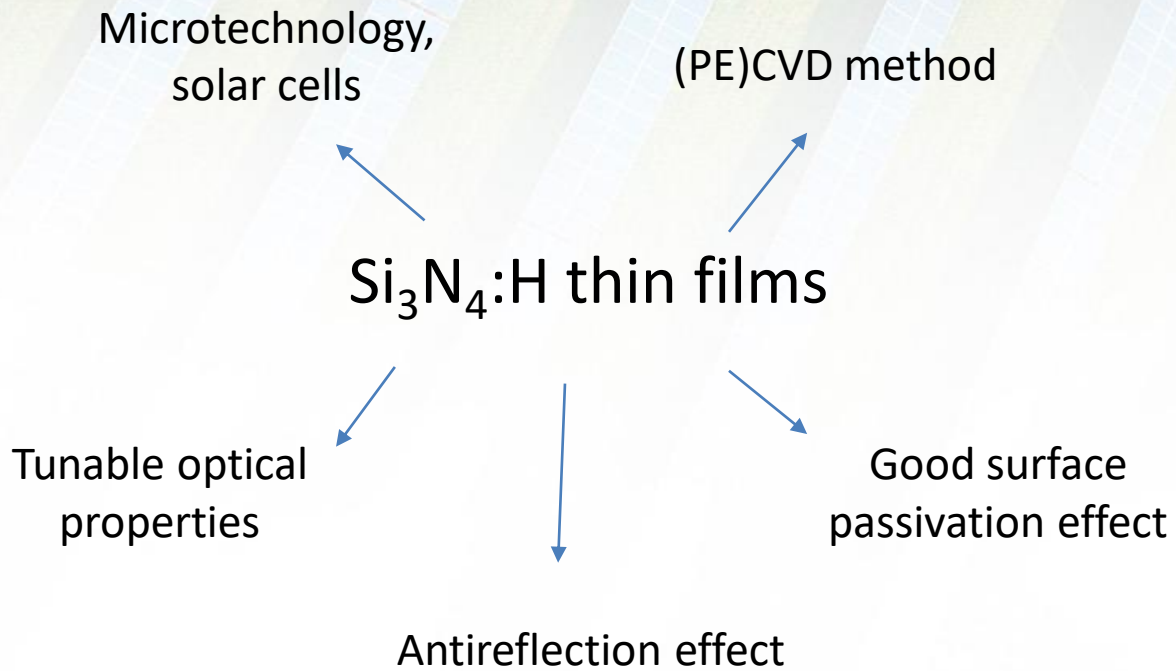 Microtechnology,
solar cells
(PE)CVD method
Si₃N₄:H thin films
Tunable optical
properties
Good surface
passivation effect
Antireflection effect